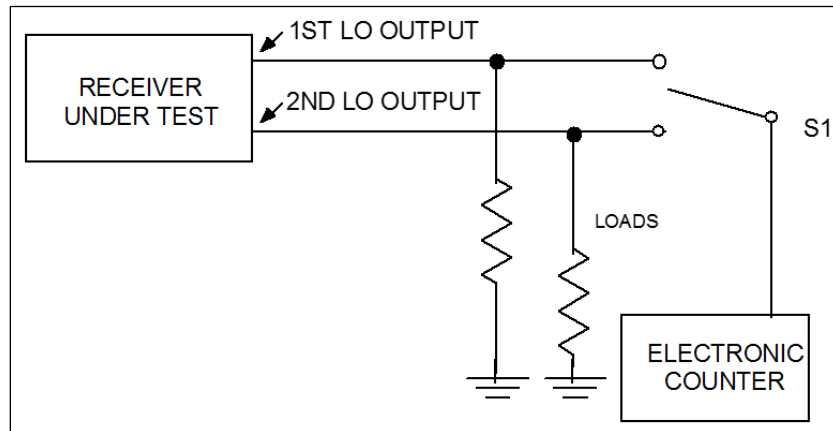 1ST LO OUTPUT
RECEIVER
UNDER TEST
2ND LO OUTPUT
S1
LOADS
ELECTRONIC
COUNTER